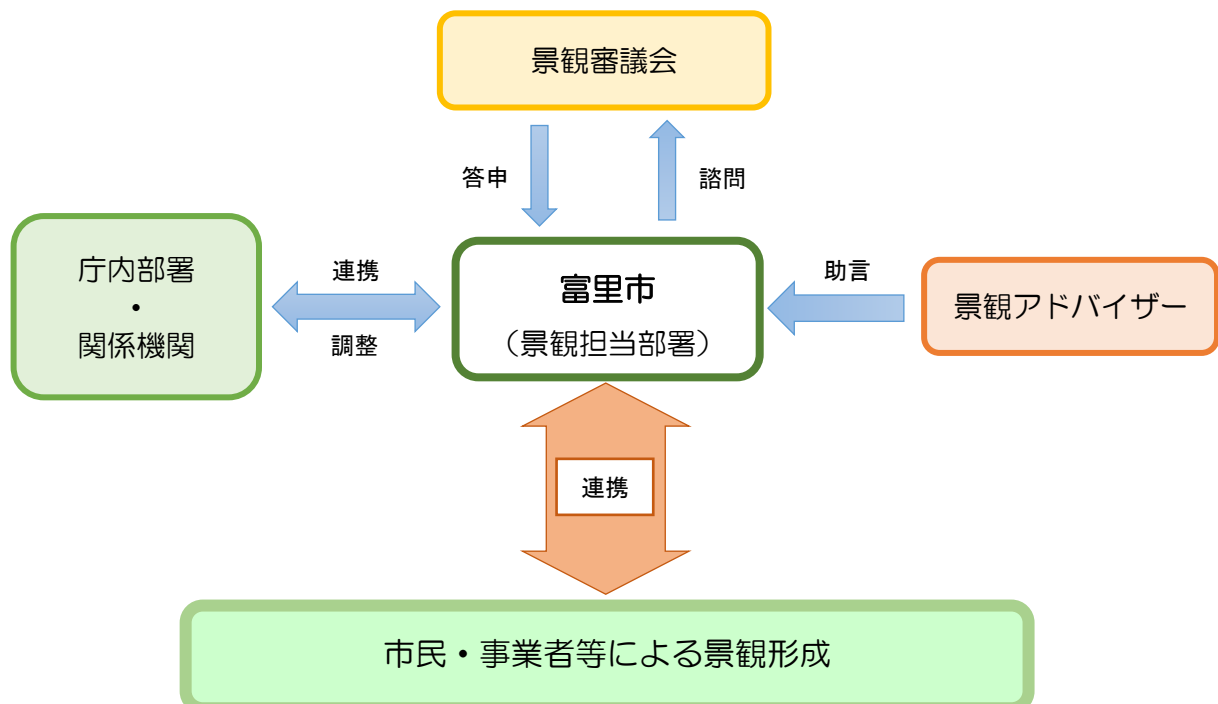 景観審議会
答申
諮問
庁内部署
・
関係機関
連携
調整
富里市
（景観担当部署）
助言
景観アドバイザー
連携
市民・事業者等による景観形成